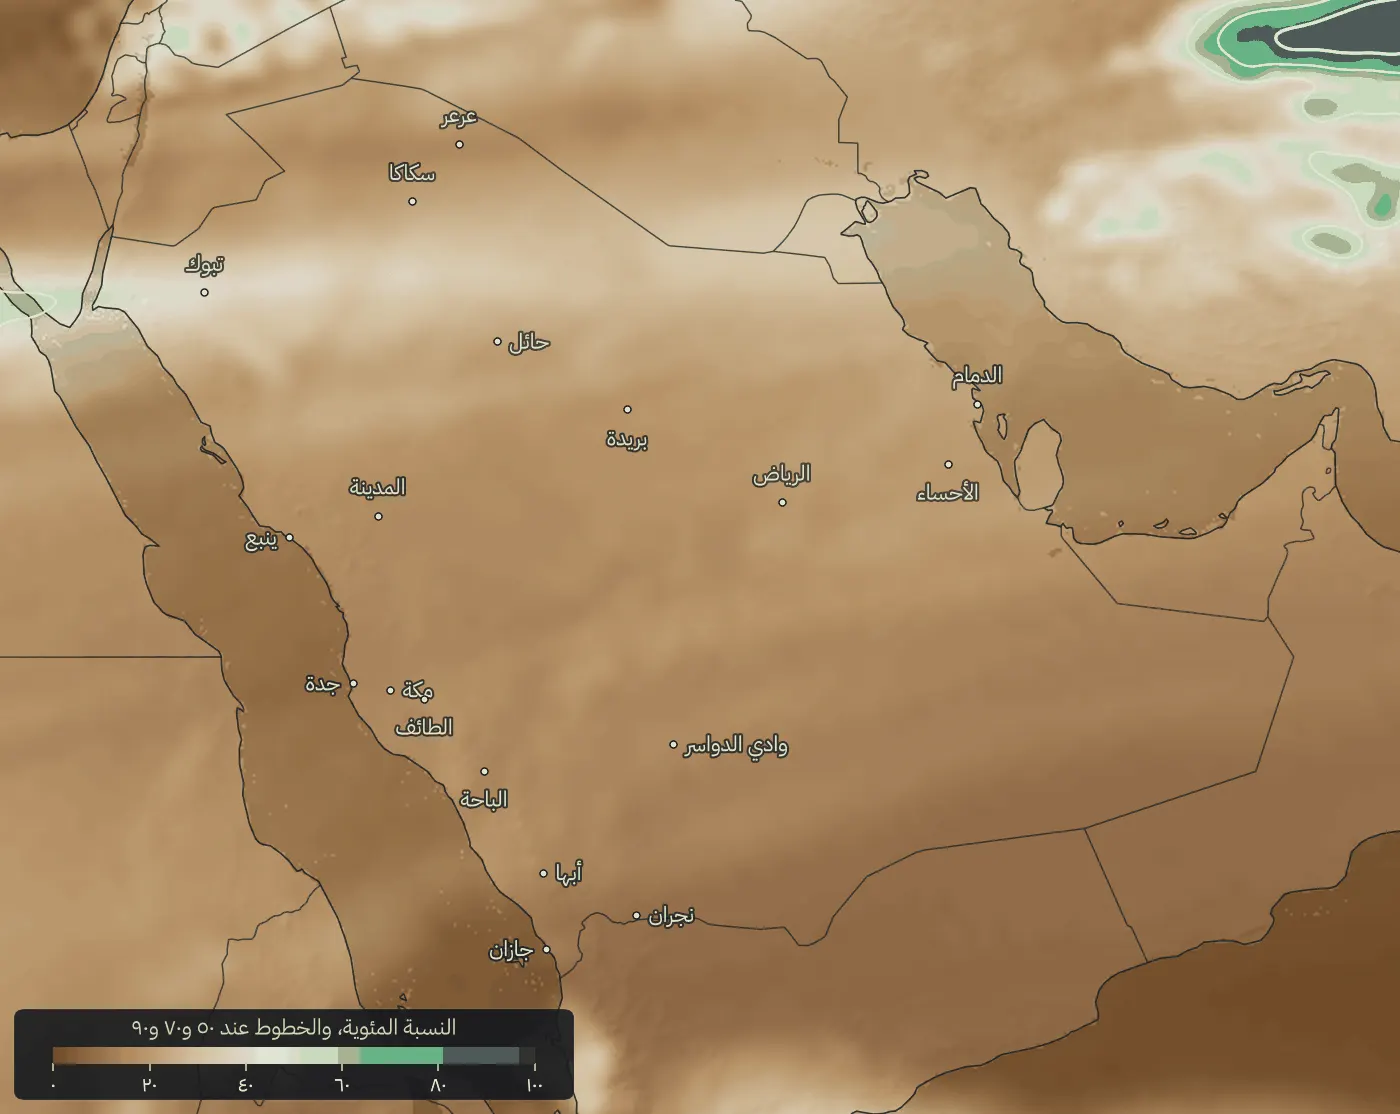 عرعر
سكاكا
تبوك
حائل
الدمام
بريدة
الرياض
الأحساء
المدينة
ينبع
جدة
مكة
الطائف
وادي الدواسر
الباحة
أبها
نجران
جازان
النسبة المئوية، والخطوط عند ٥٠ و٧٠ و٩٠
٠ ٢٠ ٤٠ ٦٠ ٨٠ ١٠٠